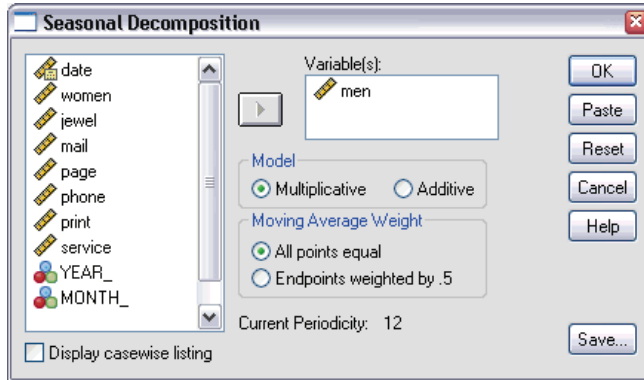 Seasonal Decomposition
date
women
jewel
mail
page
phone
print
service
YEAR_
MONTH_
Display casewise listing
Variable(s):
men
Model
Multiplicative Additive
Moving Average Weight
All points equal
Endpoints weighted by .5
Current Periodicity: 12
OK
Paste
Reset
Cancel
Help
Save...